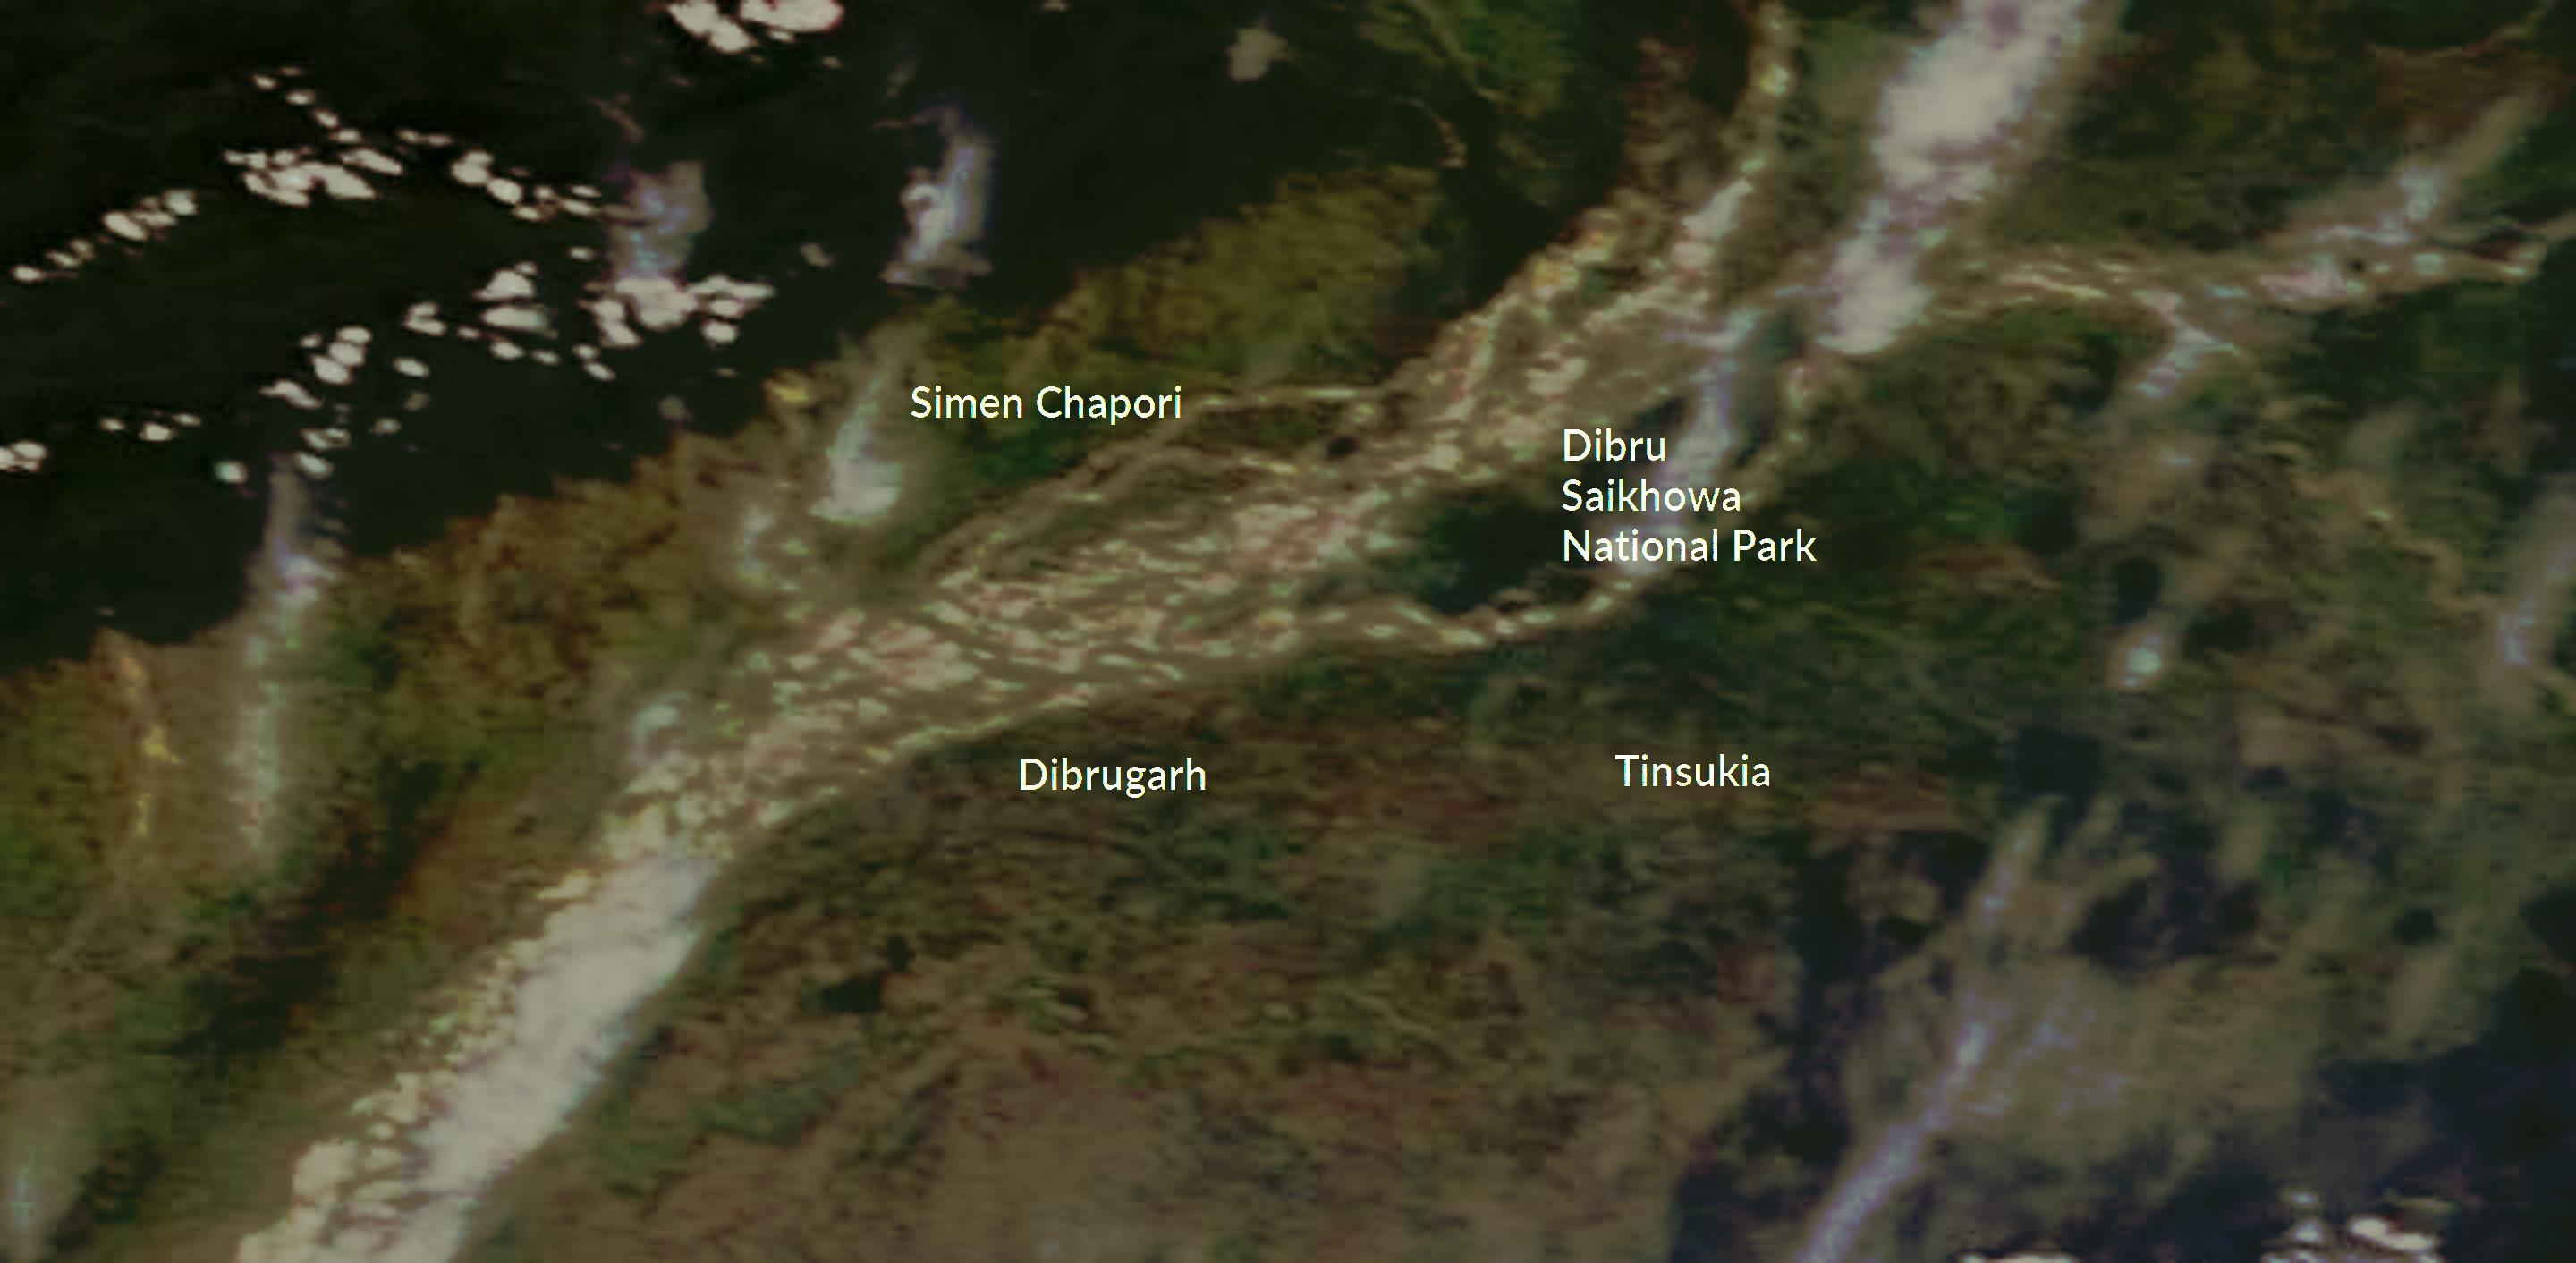 Simen Chapori
Dibru
Saikhowa
National Park
Dibrugarh
Tinsukia